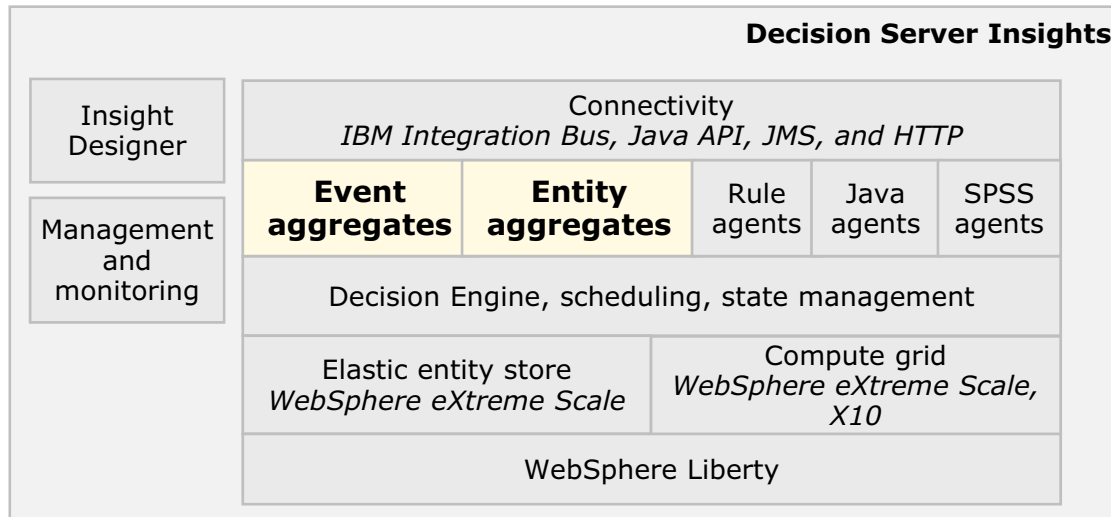 Decision Server Insights
Insight
Designer
Management
and
monitoring
Connectivity
IBM Integration Bus, Java API, JMS, and HTTP
Event
aggregates
Entity
aggregates
Rule
agents
Java
agents
SPSS
agents
Decision Engine, scheduling, state management
Elastic entity store
WebSphere eXtreme Scale
Compute grid
WebSphere eXtreme Scale,
X10
WebSphere Liberty